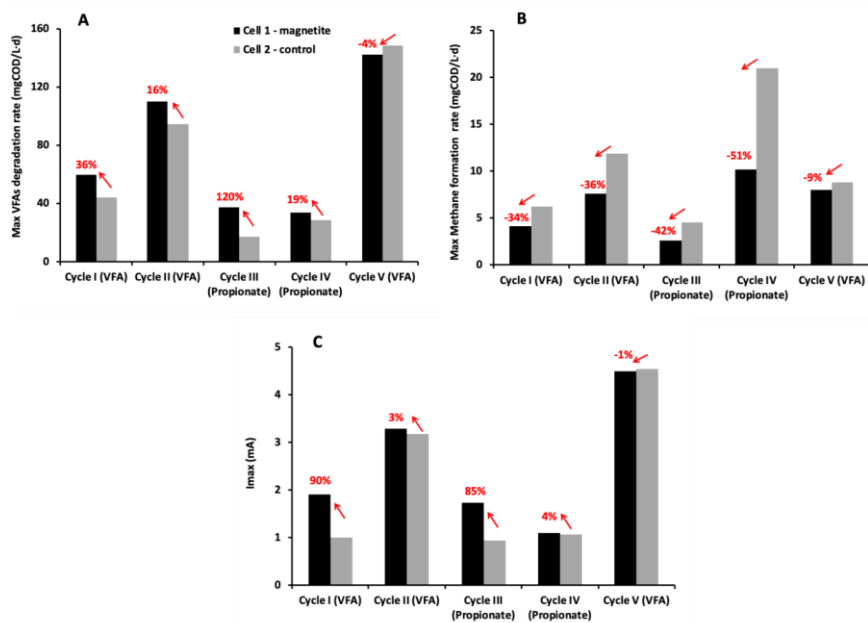 A
Max VFAs degradation rate (mgCOD/L·d)
160
120
80
40
0
Cell 1 - magnetite
Cell 2 - control
36%
16%
120%
19%
-4%
Cycle I (VFA)
Cycle II (VFA)
Cycle III
(Propionate)
Cycle IV
(Propionate)
Cycle V (VFA)
B
Max Methane formation rate (mgCOD/L·d)
25
20
15
10
5
0
-34%
-36%
-42%
-51%
-9%
Cycle I (VFA)
Cycle II (VFA)
Cycle III
(Propionate)
Cycle IV
(Propionate)
Cycle V (VFA)
C
Imax (mA)
5
4
3
2
1
0
90%
3%
85%
4%
-1%
Cycle I (VFA)
Cycle II (VFA)
Cycle III
(Propionate)
Cycle IV
(Propionate)
Cycle V (VFA)